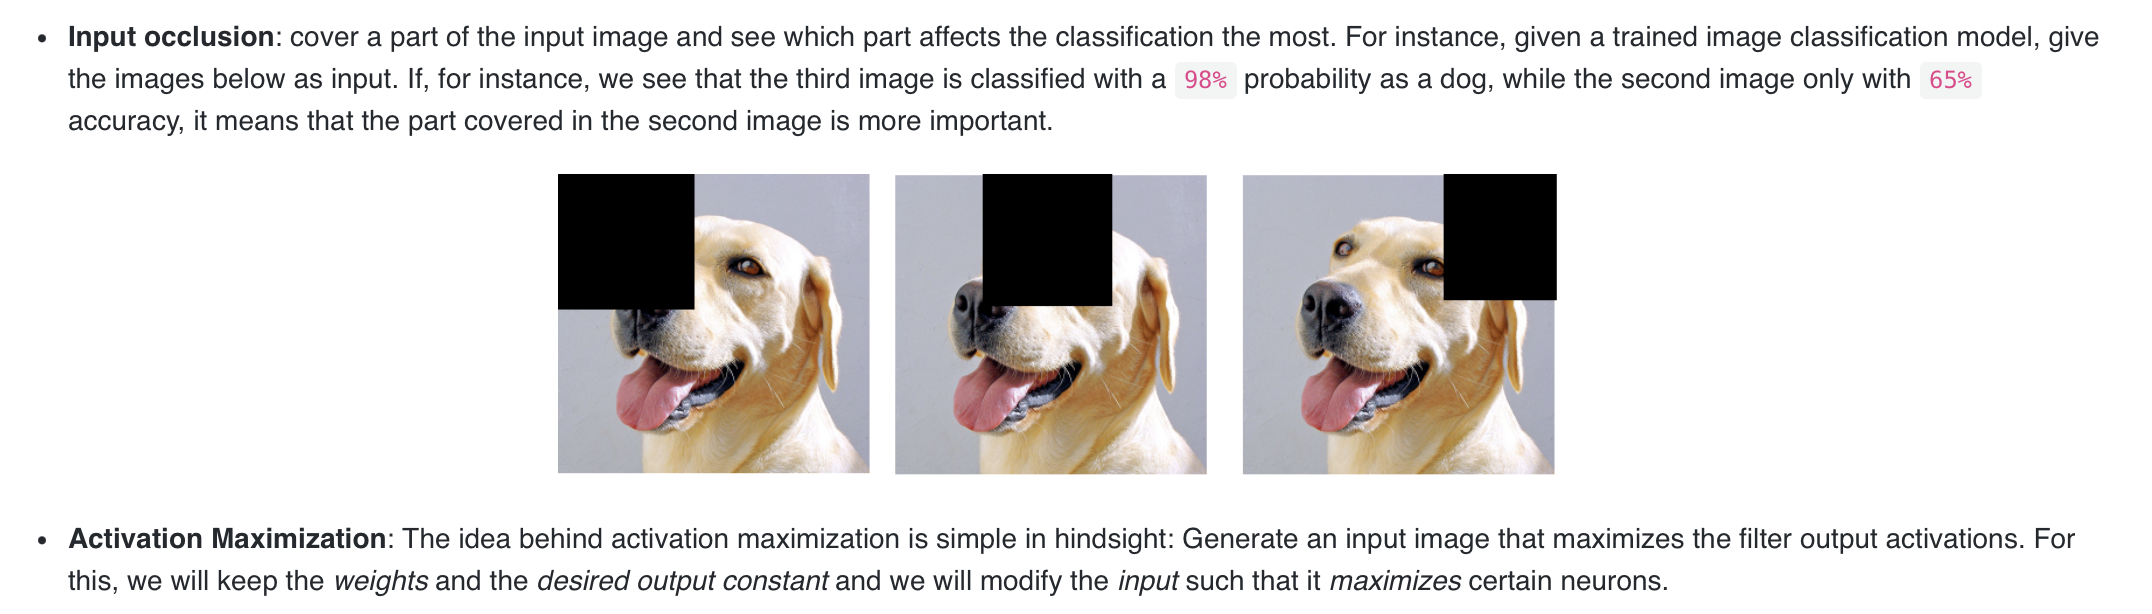 • Input occlusion: cover a part of the input image and see which part affects the classification the most. For instance, given a trained image classification model, give
the images below as input. If, for instance, we see that the third image is classified with a 98% probability as a dog, while the second image only with 65%
accuracy, it means that the part covered in the second image is more important.
• Activation Maximization: The idea behind activation maximization is simple in hindsight: Generate an input image that maximizes the filter output activations. For
this, we will keep the weights and the desired output constant and we will modify the input such that it maximizes certain neurons.